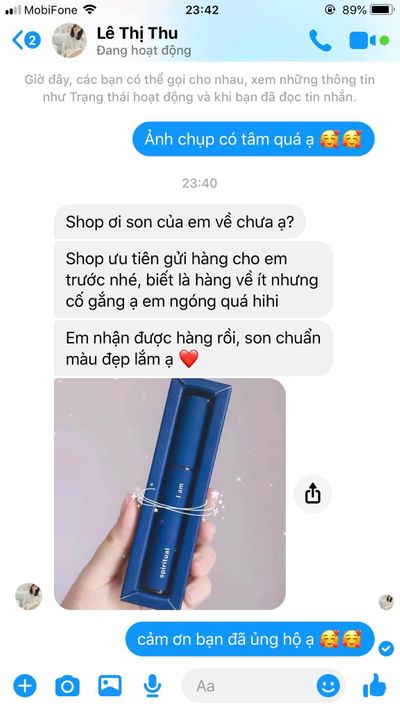 MobiFone 23:42 89%
2 Lê Thị Thu
Đang hoạt động
Giờ đây, các bạn có thể gọi cho nhau, xem những thông tin
như Trạng thái hoạt động và khi bạn đã đọc tin nhắn.
Ảnh chụp có tâm quá ạ 🥰🥰
23:40
Shop ơi son của em về chưa ạ?
Shop ưu tiên gửi hàng cho em
trước nhé, biết là hàng về ít nhưng
cố gắng ạ em ngóng quá hihi
Em nhận được hàng rồi, son chuẩn
màu đẹp lắm ạ ❤️
I am
spiritual
cảm ơn bạn đã ủng hộ ạ 🥰🥰
Aa